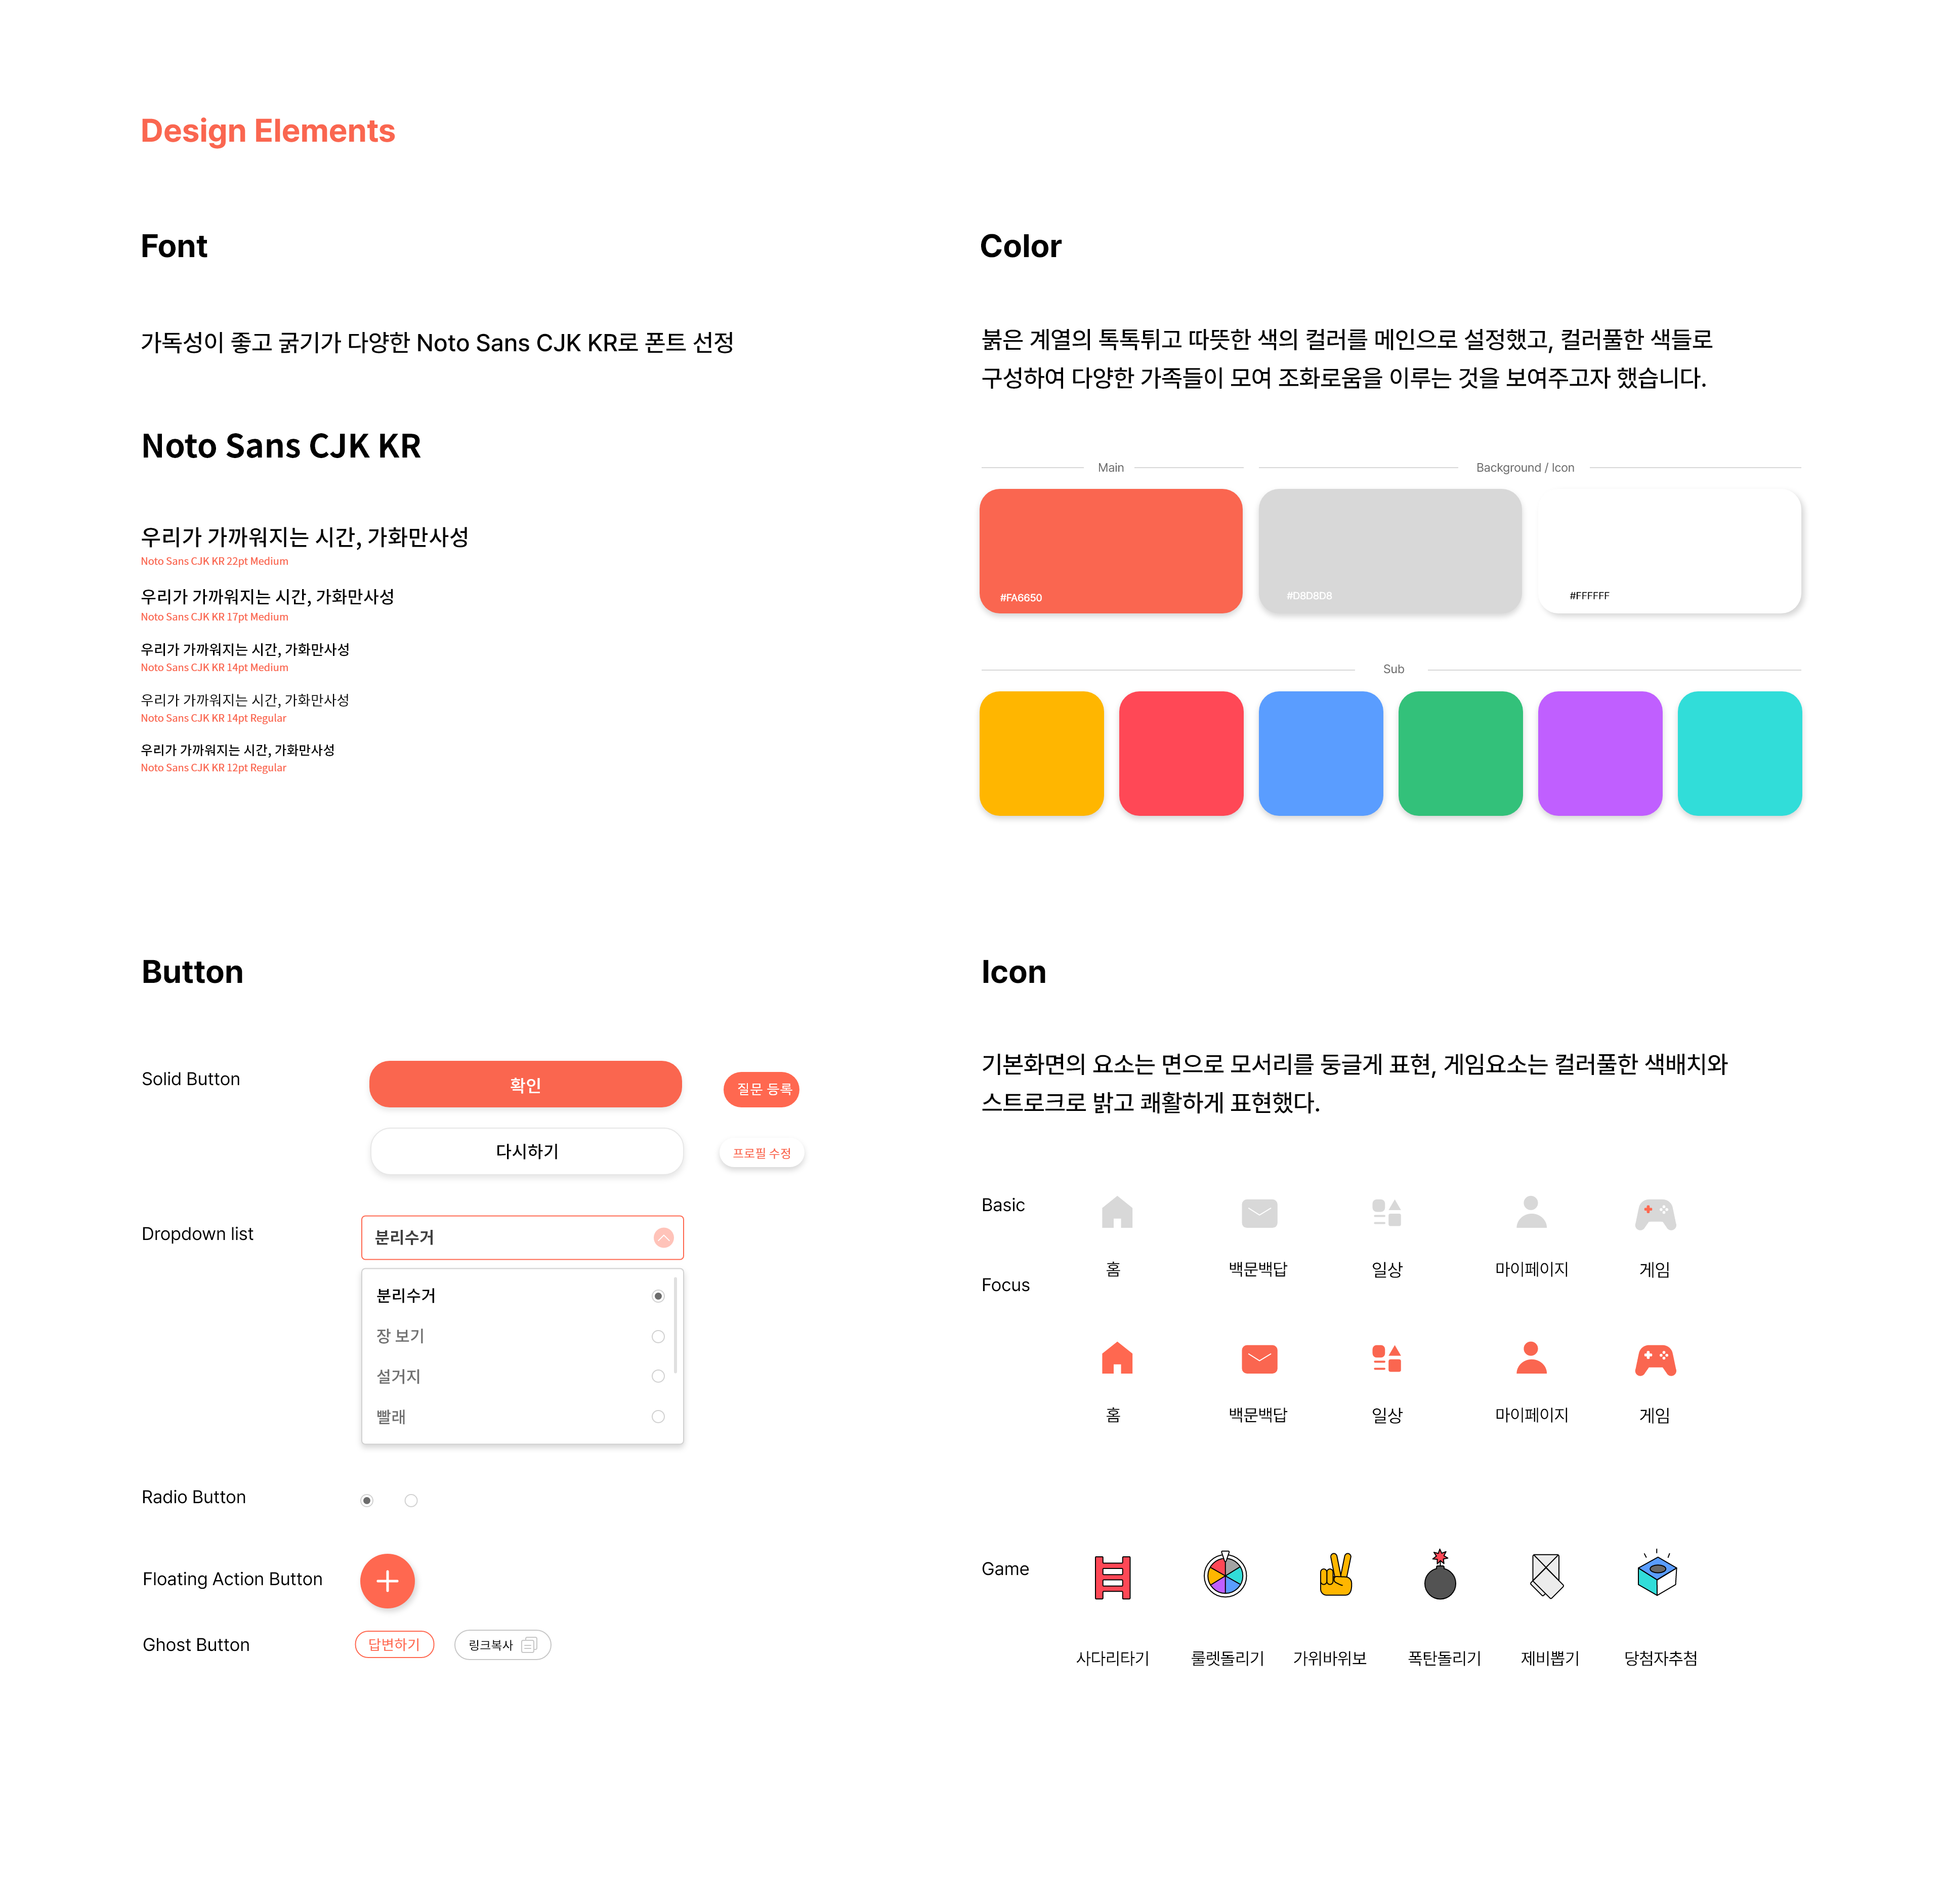 Design Elements
Font
가독성이 좋고 굵기가 다양한 Noto Sans CJK KR로 폰트 선정
Noto Sans CJK KR
우리가 가까워지는 시간, 가화만사성
Noto Sans CJK KR 22pt Medium
우리가 가까워지는 시간, 가화만사성
Noto Sans CJK KR 17pt Medium
우리가 가까워지는 시간, 가화만사성
Noto Sans CJK KR 14pt Medium
우리가 가까워지는 시간, 가화만사성
Noto Sans CJK KR 14pt Regular
우리가 가까워지는 시간, 가화만사성
Noto Sans CJK KR 12pt Regular
Color
붉은 계열의 톡톡튀고 따뜻한 색의 컬러를 메인으로 설정했고, 컬러풀한 색들로
구성하여 다양한 가족들이 모여 조화로움을 이루는 것을 보여주고자 했습니다.
Main
Background / Icon
#FA6650
#D8D8D8
#FFFFFF
Sub
Button
Solid Button
확인
질문 등록
다시하기
프로필 수정
Dropdown list
분리수거
분리수거
장 보기
설거지
빨래
Radio Button
Floating Action Button
Ghost Button
답변하기
링크복사
Icon
기본화면의 요소는 면으로 모서리를 둥글게 표현, 게임요소는 컬러풀한 색배치와
스트로크로 밝고 쾌활하게 표현했다.
Basic
홈
백문백답
일상
마이페이지
게임
Focus
홈
백문백답
일상
마이페이지
게임
Game
사다리타기
룰렛돌리기
가위바위보
폭탄돌리기
제비뽑기
당첨자추첨